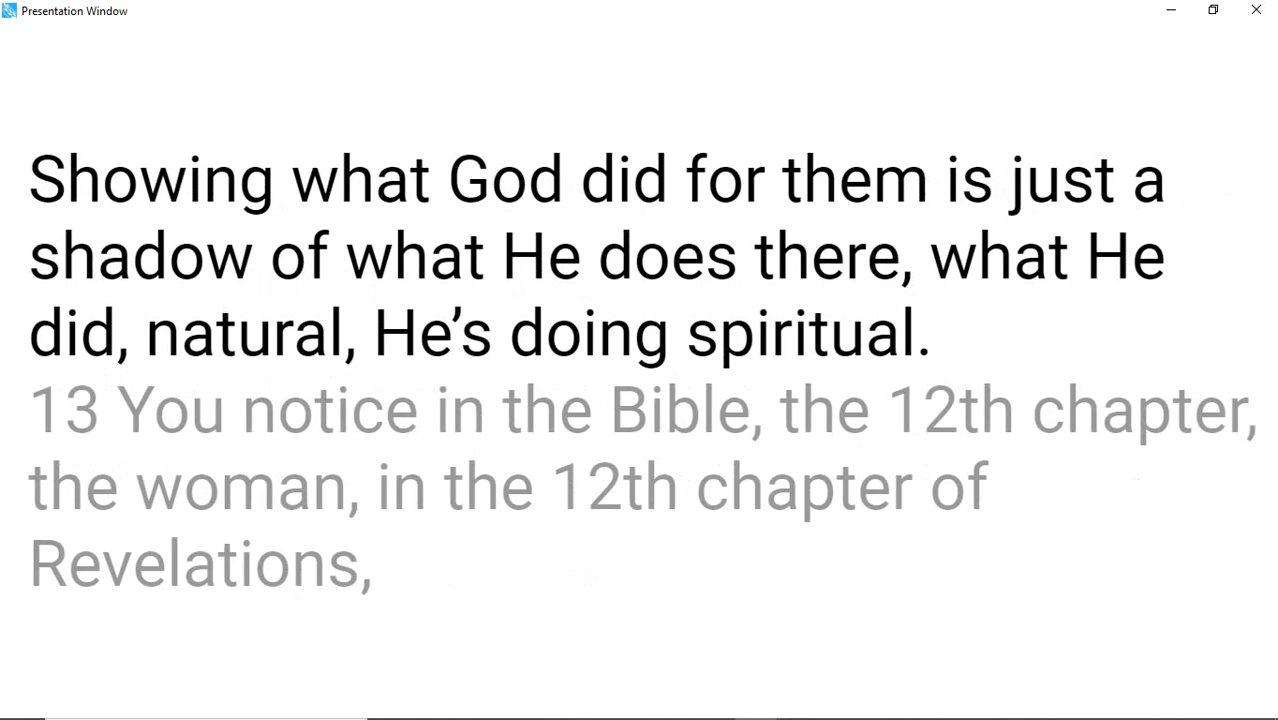 Presentation Window
Showing what God did for them is just a
shadow of what He does there, what He
did, natural, He’s doing spiritual.
13 You notice in the Bible, the 12th chapter,
the woman, in the 12th chapter of
Revelations,